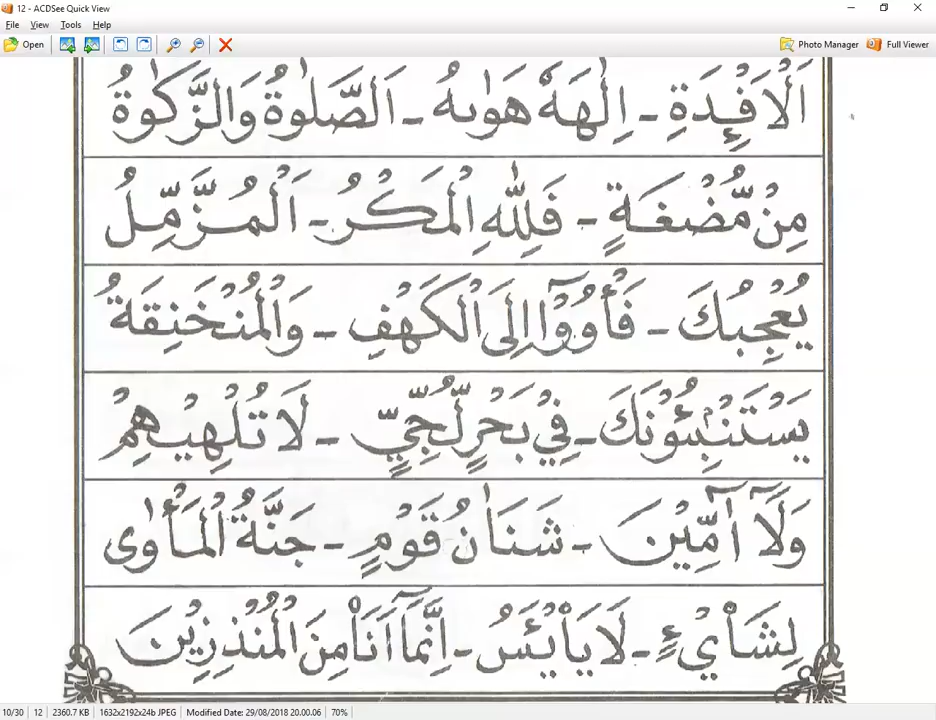 12 - ACDSee Quick View
File View Tools Help
Open Photo Manager Full Viewer
اَلْاَفْـِٕدَةِ - اِلٰهَهٗ هَوٰىهُ - اَلصَّلٰوةُ وَالزَّكٰوةُ
مِنْ مُّضْغَةٍ - فَلِلّٰهِ الْمَكْرُ - اَلْمُزَّمِّلُ
يُعْجِبُكَ - فَأْوُوْٓا اِلَى الْكَهْفِ - وَالْمُنْخَنِقَةُ
يَسْتَنْۢبِئُوْنَكَ - فِيْ بَحْرٍ لُّجِّيٍّ - لَا تُلْهِيْهِمْ
وَلَآ اٰۤمِّيْنَ - شَنَاٰنُ قَوْمٍ - جَنَّةُ الْمَأْوٰى
لِشَاْيْءٍ - لَا يَاْيْـَٔسُ - اِنَّمَآ اَنَا مِنَ الْمُنْذِرِيْنَ
10/30 12 2360.7 KB 1632x2192x24b JPEG Modified Date: 29/08/2018 20.00.06 70%